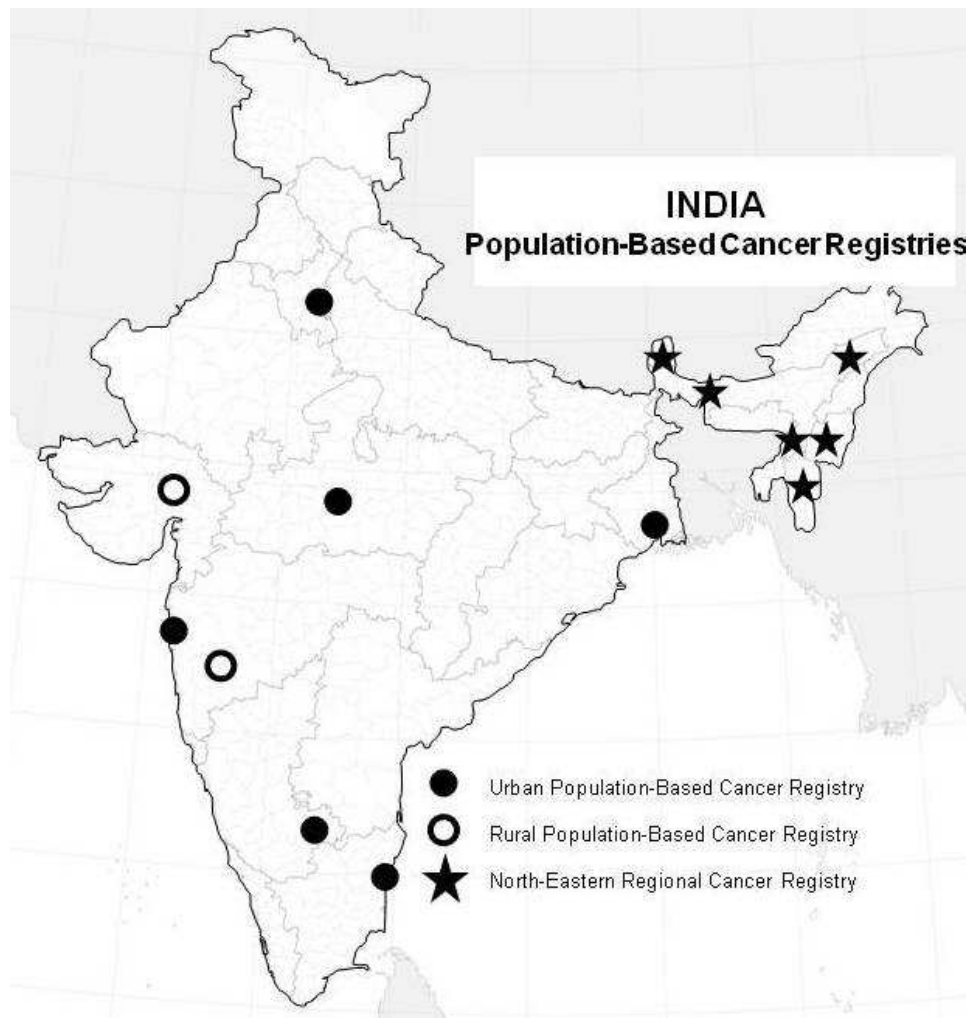 INDIA
Population-Based Cancer Registries
Urban Population-Based Cancer Registry
Rural Population-Based Cancer Registry
North-Eastern Regional Cancer Registry